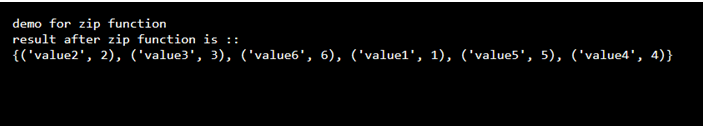 demo for zip function
result after zip function is ::
{('value2', 2), ('value3', 3), ('value6', 6), ('value1', 1), ('value5', 5), ('value4', 4)}